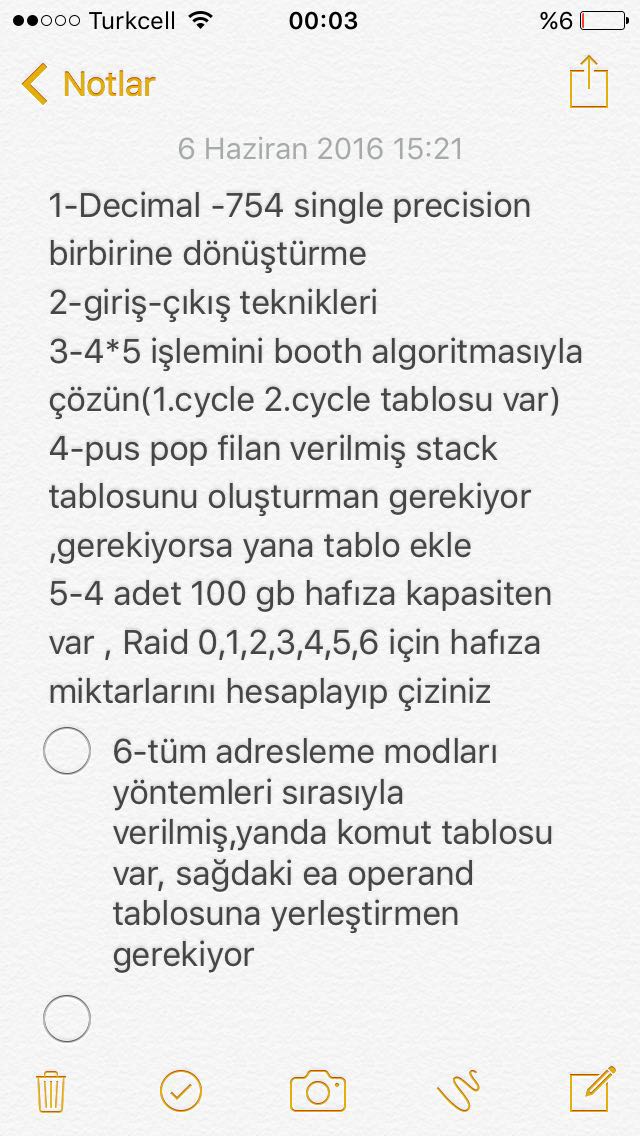 Turkcell 00:03 %6
Notlar
6 Haziran 2016 15:21
1-Decimal -754 single precision
birbirine dönüştürme
2-giriş-çıkış teknikleri
3-4*5 işlemini booth algoritmasıyla
çözün(1.cycle 2.cycle tablosu var)
4-pus pop filan verilmiş stack
tablosunu oluşturman gerekiyor
,gerekiyorsa yana tablo ekle
5-4 adet 100 gb hafıza kapasiten
var , Raid 0,1,2,3,4,5,6 için hafıza
miktarlarını hesaplayıp çiziniz
6-tüm adresleme modları
yöntemleri sırasıyla
verilmiş,yanda komut tablosu
var, sağdaki ea operand
tablosuna yerleştirmen
gerekiyor